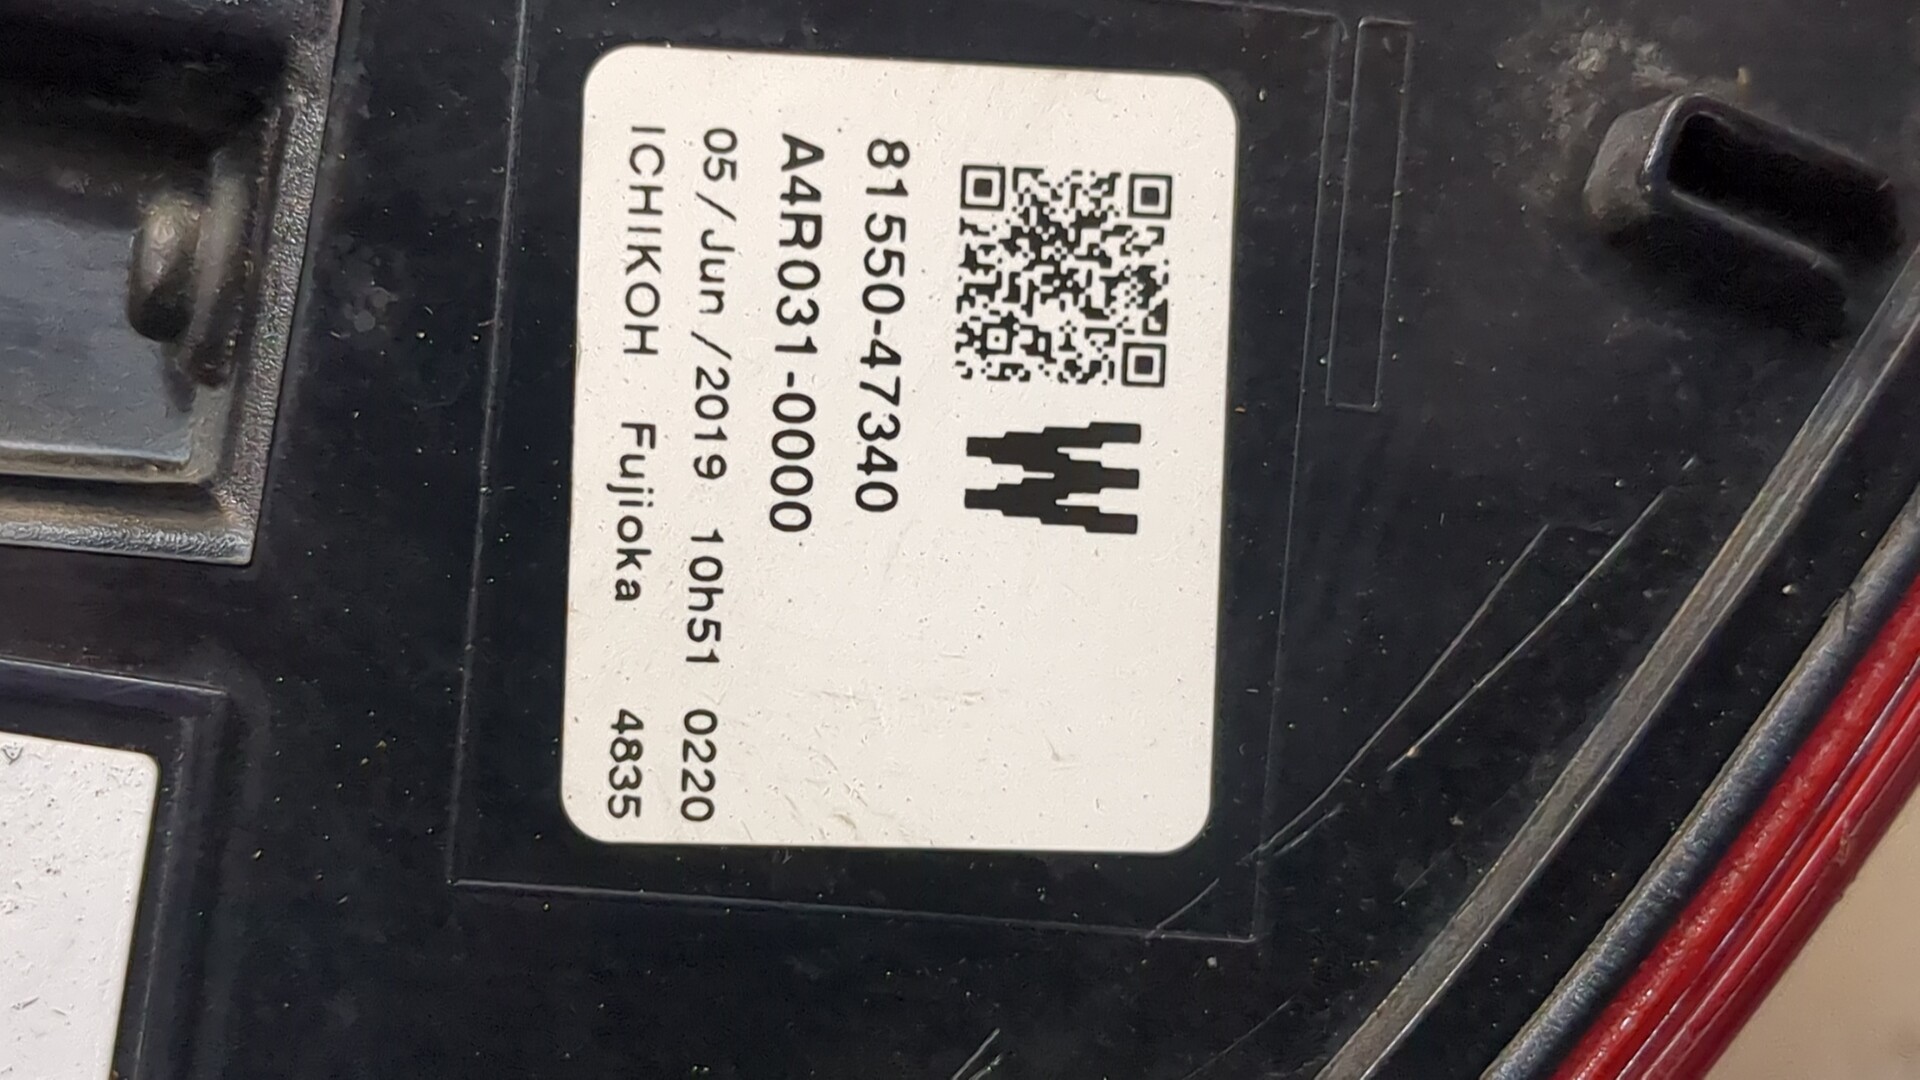 W
81550-47340
A4R031-0000
05/Jun/2019 10h51 0220
ICHIKOH Fujioka 4835